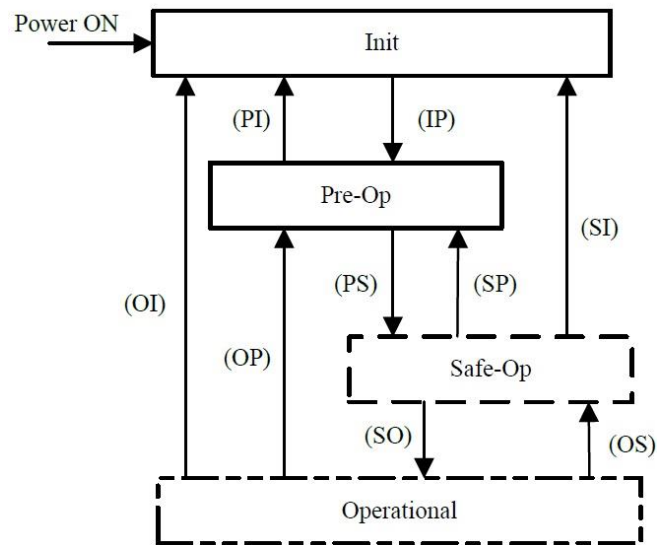 Power ON
Init
(PI)
(IP)
Pre-Op
(SI)
(OI)
(PS)
(SP)
(OP)
Safe-Op
(SO)
(OS)
Operational